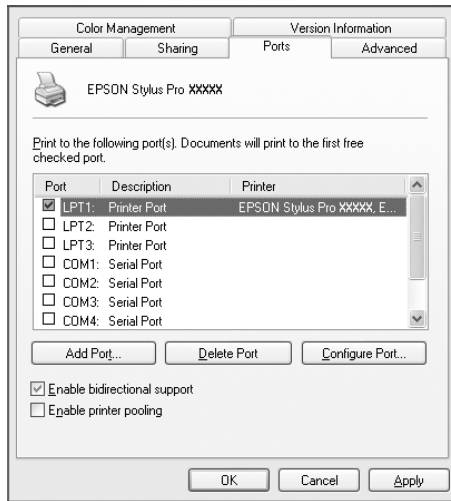 Color Management Version Information
General Sharing Ports Advanced
EPSON Stylus Pro XXXXX
Print to the following port(s). Documents will print to the first free
checked port.
Port Description Printer
LPT1: Printer Port EPSON Stylus Pro XXXXX, E...
LPT2: Printer Port
LPT3: Printer Port
COM1: Serial Port
COM2: Serial Port
COM3: Serial Port
COM4: Serial Port
Add Port... Delete Port Configure Port...
Enable bidirectional support
Enable printer pooling
OK Cancel Apply